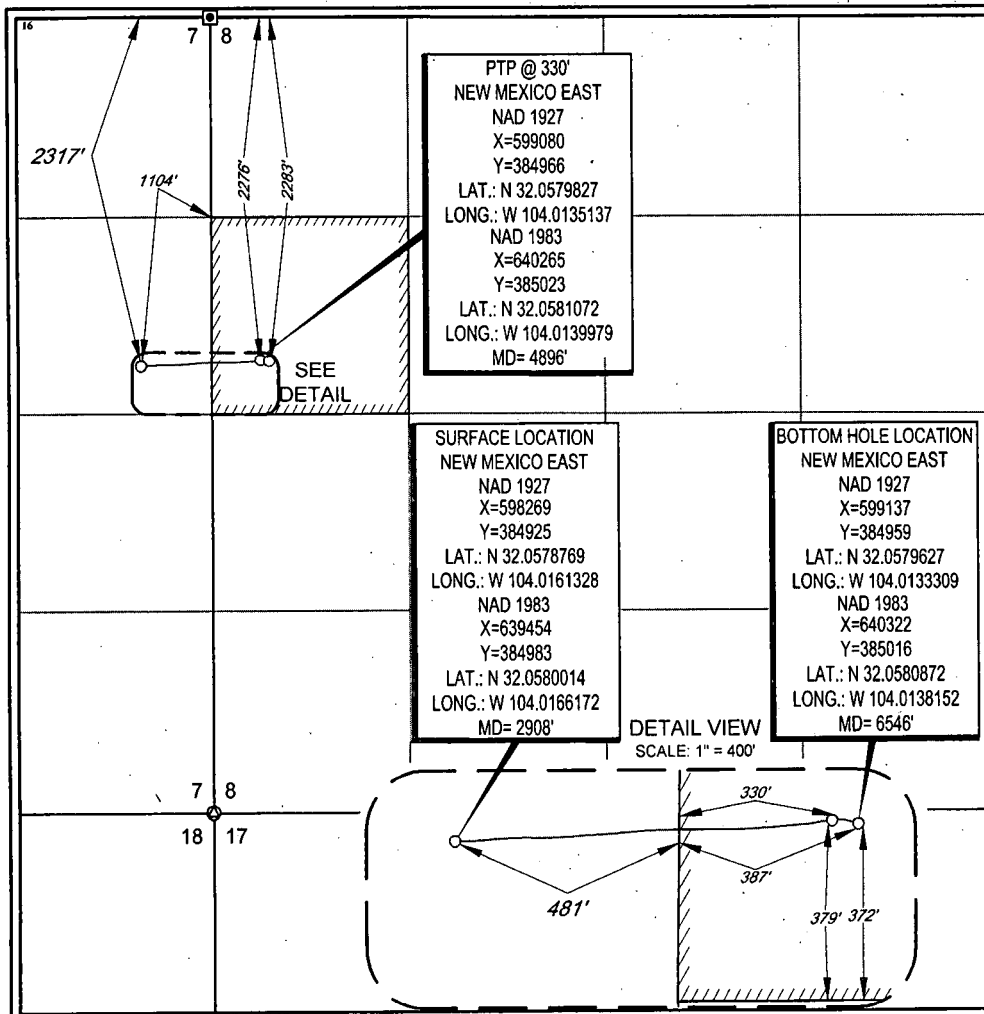 16
7 8
2317'
1104'
2276'
2283'
SEE
DETAIL
PTP @ 330'
NEW MEXICO EAST
NAD 1927
X=599080
Y=384966
LAT.: N 32.0579827
LONG.: W 104.0135137
NAD 1983
X=640265
Y=385023
LAT.: N 32.0581072
LONG.: W 104.0139979
MD= 4896'
SURFACE LOCATION
NEW MEXICO EAST
NAD 1927
X=598269
Y=384925
LAT.: N 32.0578769
LONG.: W 104.0161328
NAD 1983
X=639454
Y=384983
LAT.: N 32.0580014
LONG.: W 104.0166172
MD= 2908'
BOTTOM HOLE LOCATION
NEW MEXICO EAST
NAD 1927
X=599137
Y=384959
LAT.: N 32.0579627
LONG.: W 104.0133309
NAD 1983
X=640322
Y=385016
LAT.: N 32.0580872
LONG.: W 104.0138152
MD= 6546'
DETAIL VIEW
SCALE: 1" = 400'
7 8
18 17
330'
387'
481'
379' 372'